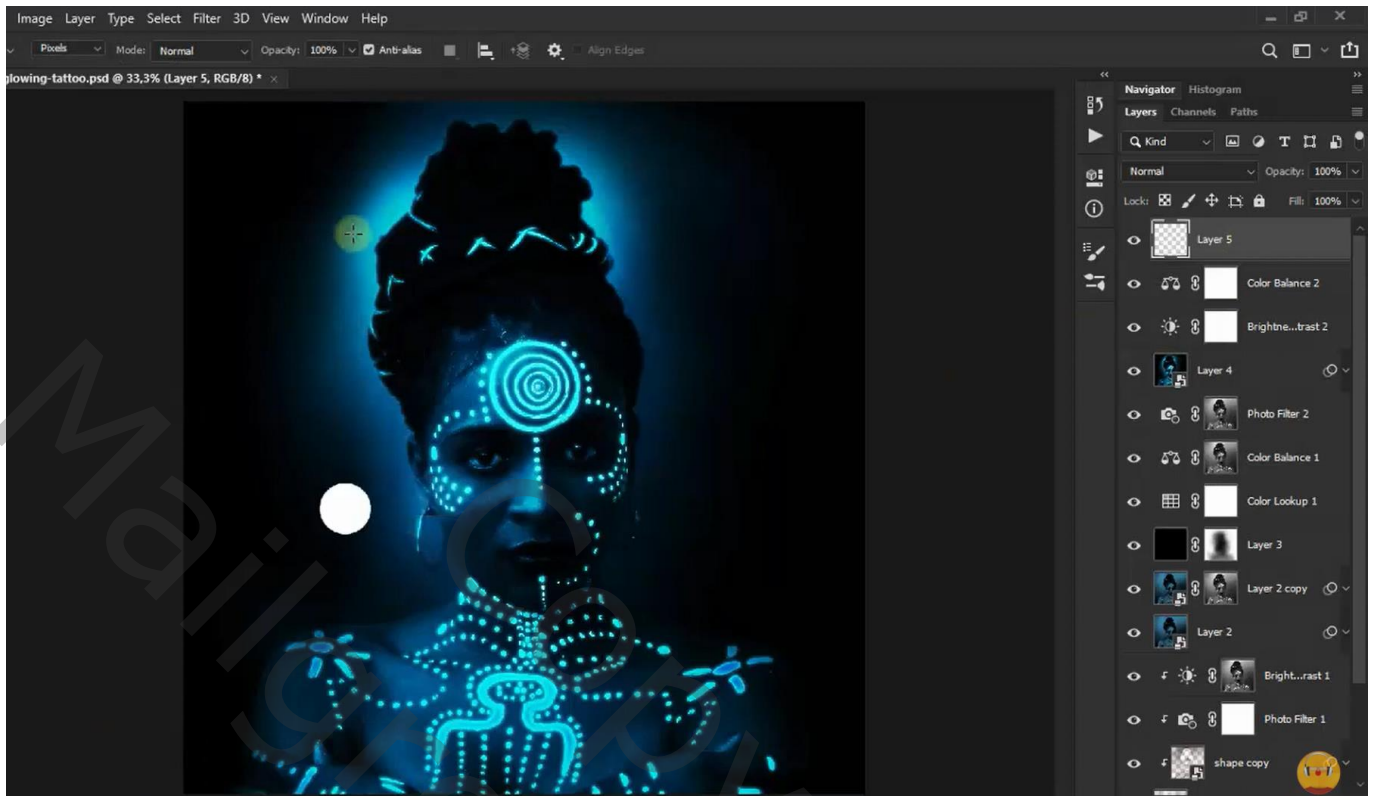 Image Layer Type Select Filter 3D View Window Help
Pixels Mode: Normal Opacity: 100% Anti-alias Align Edges
glowing-tattoo.psd @ 33,3% (Layer 5, RGB/8) *
Navigator Histogram
Layers Channels Paths
Kind
Normal Opacity: 100%
Lock: Fill: 100%
Layer 5
Color Balance 2
Brightne...trast 2
Layer 4
Photo Filter 2
Color Balance 1
Color Lookup 1
Layer 3
Layer 2 copy
Layer 2
Bright...rast 1
Photo Filter 1
shape copy